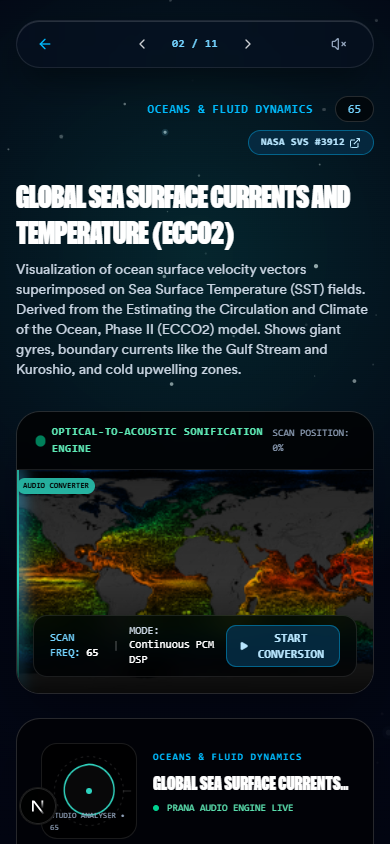 02 / 11
OCEANS & FLUID DYNAMICS
65
NASA SVS #3912
GLOBAL SEA SURFACE CURRENTS AND
TEMPERATURE (ECCO2)
Visualization of ocean surface velocity vectors
superimposed on Sea Surface Temperature (SST) fields.
Derived from the Estimating the Circulation and Climate
of the Ocean, Phase II (ECCO2) model. Shows giant
gyres, boundary currents like the Gulf Stream and
Kuroshio, and cold upwelling zones.
OPTICAL-TO-ACOUSTIC SONIFICATION
ENGINE
SCAN POSITION:
0%
AUDIO CONVERTER
SCAN
FREQ: 65
|
MODE:
Continuous PCM
DSP
START
CONVERSION
OCEANS & FLUID DYNAMICS
GLOBAL SEA SURFACE CURRENTS...
PRANA AUDIO ENGINE LIVE
N
TUDIO ANALYSER •
65